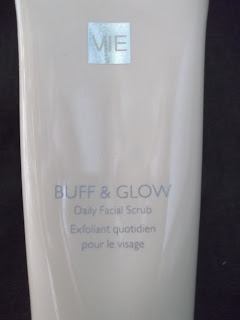 VIE
BUFF & GLOW
Daily Facial Scrub
Exfoliant quotidien
pour le visage